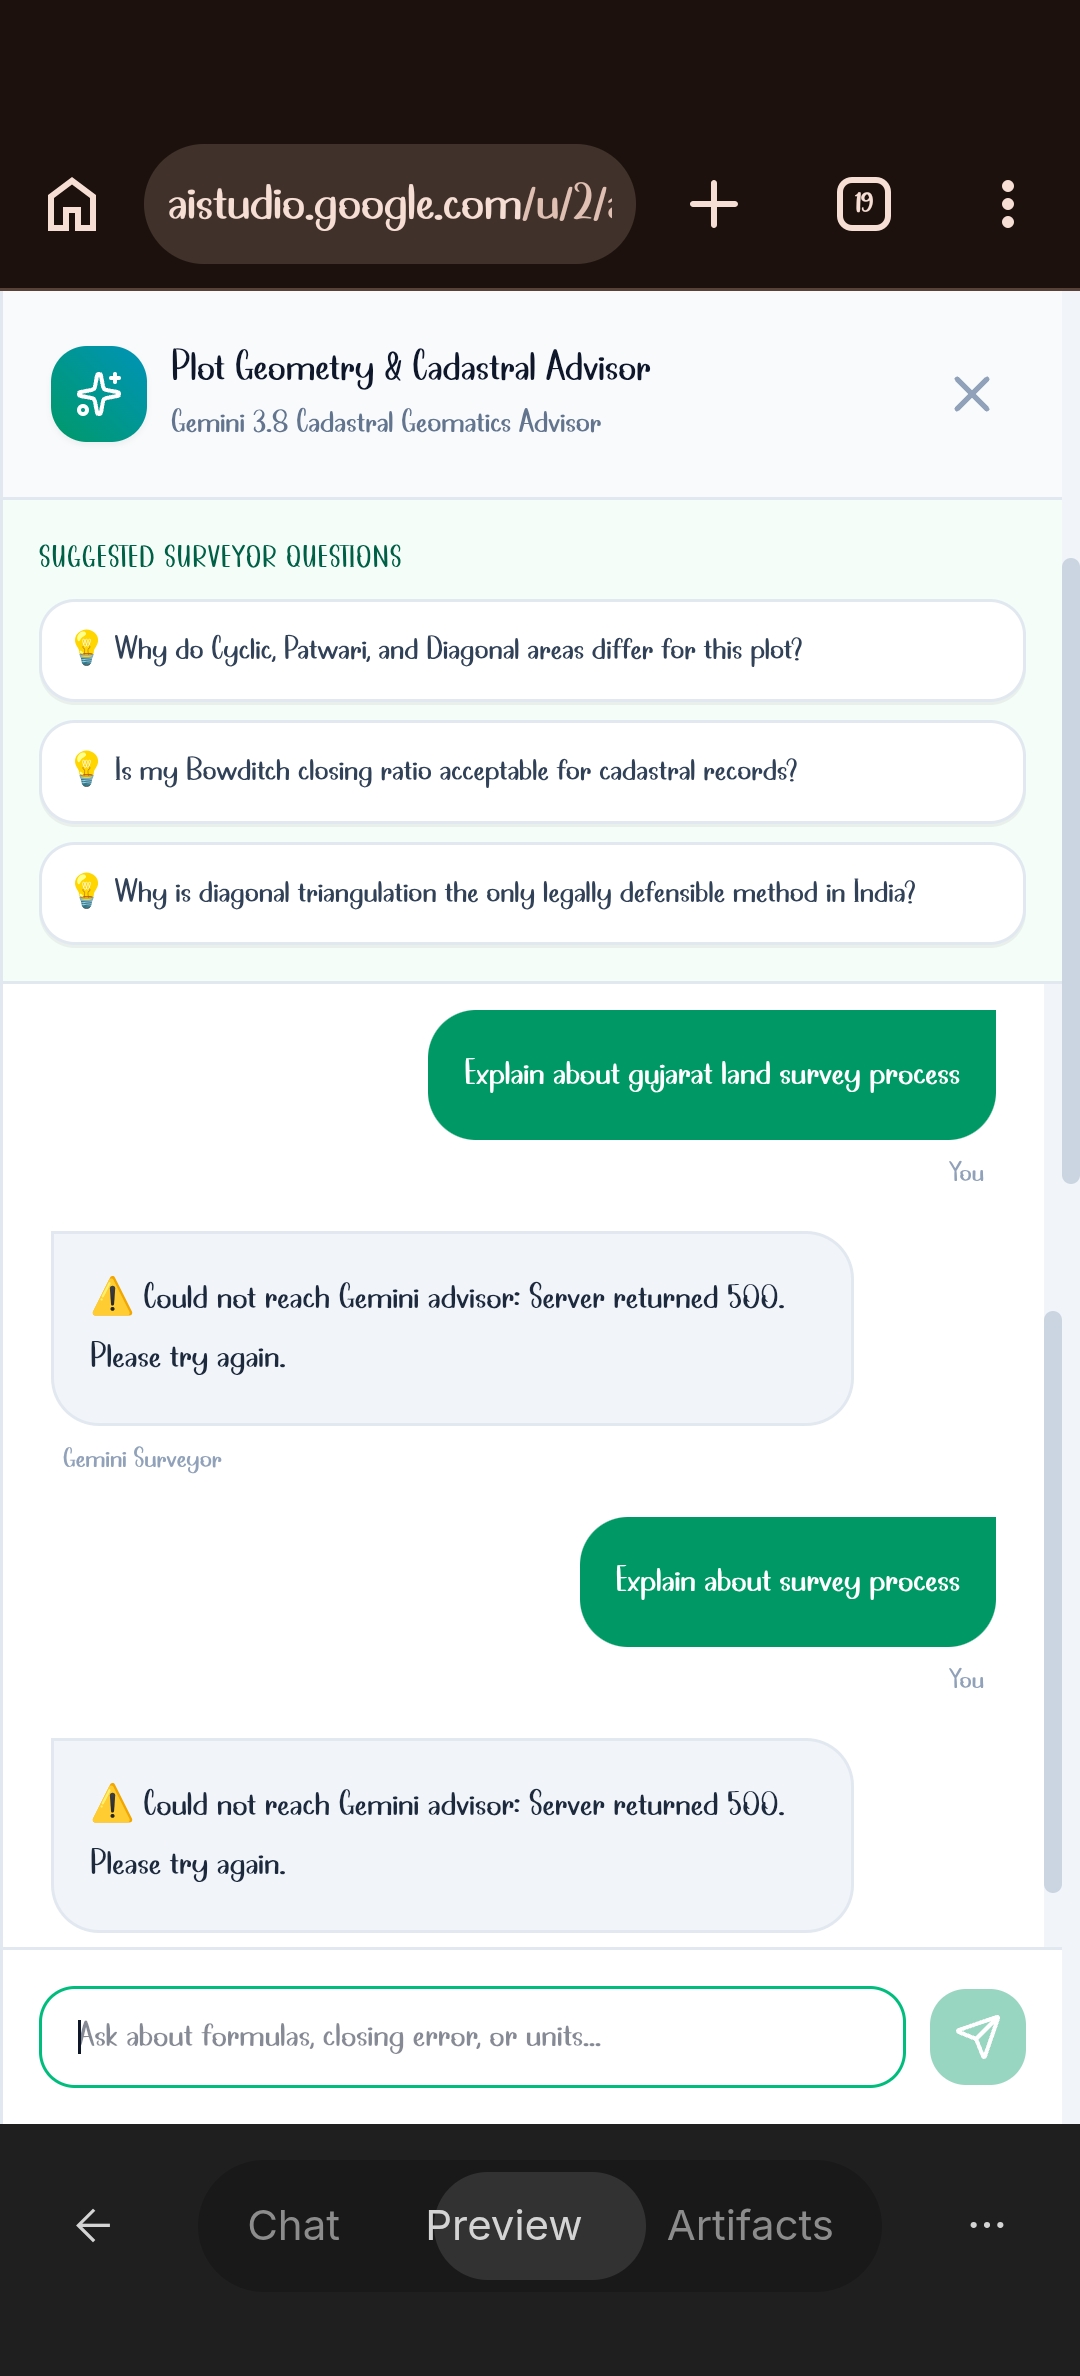 aistudio.google.com/u/2/
19
Plot Geometry & Cadastral Advisor
Gemini 3.8 Cadastral Geomatics Advisor
SUGGESTED SURVEYOR QUESTIONS
💡 Why do Cyclic, Patwari, and Diagonal areas differ for this plot?
💡 Is my Bowditch closing ratio acceptable for cadastral records?
💡 Why is diagonal triangulation the only legally defensible method in India?
Explain about gujarat land survey process
You
⚠️ Could not reach Gemini advisor: Server returned 500.
Please try again.
Gemini Surveyor
Explain about survey process
You
⚠️ Could not reach Gemini advisor: Server returned 500.
Please try again.
Ask about formulas, closing error, or units...
Chat Preview Artifacts